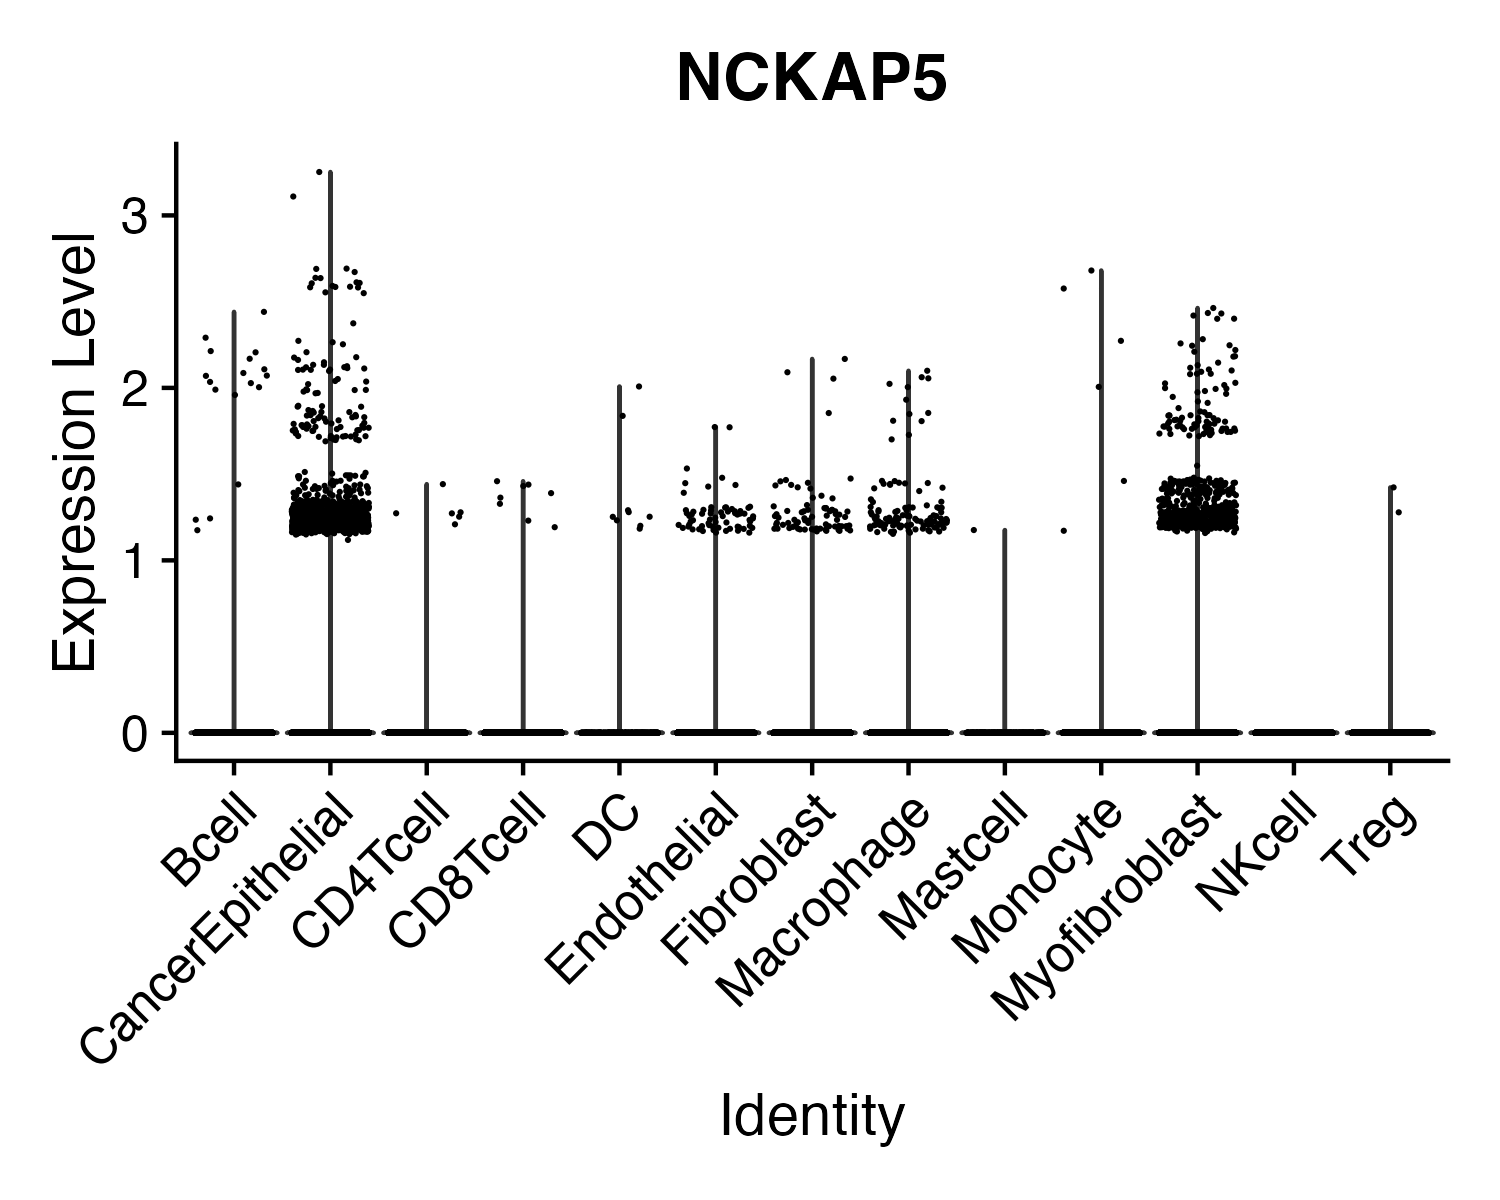 NCKAP5
Expression Level
3
2
1
0
Bcell
CancerEpithelial
CD4Tcell
CD8Tcell
DC
Endothelial
Fibroblast
Macrophage
Mastcell
Monocyte
Myofibroblast
NKcell
Treg
Identity